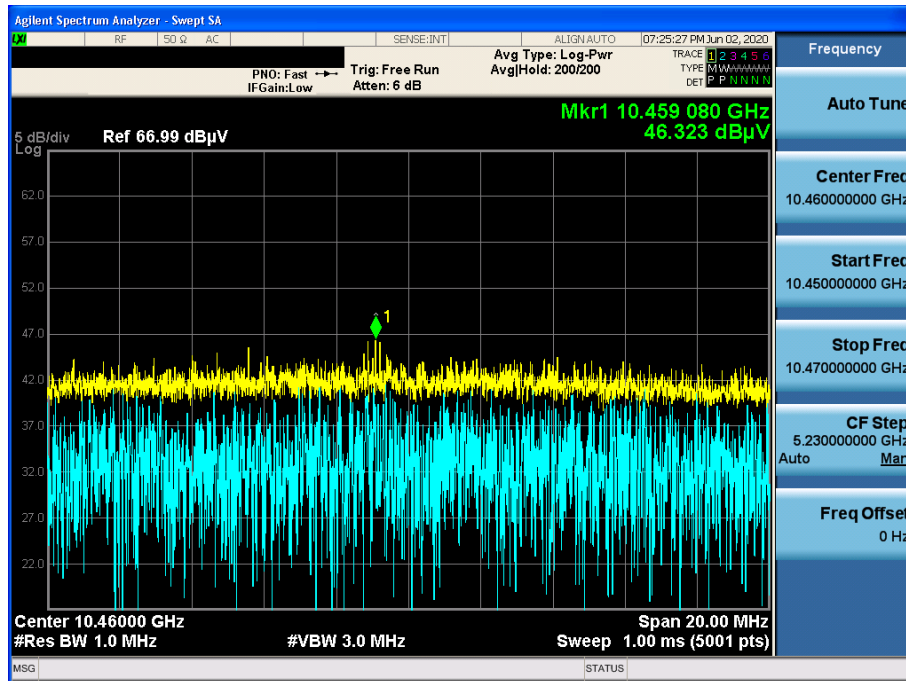 Agilent Spectrum Analyzer - Swept SA
LXI RF 50 Ω AC SENSE:INT ALIGN AUTO 07:25:27 PM Jun 02, 2020
PNO: Fast
IFGain:Low
Trig: Free Run
Atten: 6 dB
Avg Type: Log-Pwr
Avg|Hold: 200/200
TRACE 1 2 3 4 5 6
TYPE M W W W W W
DET P P N N N N
Mkr1 10.459 080 GHz
46.323 dBµV
5 dB/div
Log
Ref 66.99 dBµV
62.0
57.0
52.0
47.0
42.0
37.0
32.0
27.0
22.0
1
Center 10.46000 GHz
#Res BW 1.0 MHz
#VBW 3.0 MHz
Span 20.00 MHz
Sweep 1.00 ms (5001 pts)
MSG
STATUS
Frequency
Auto Tune
Center Freq
10.460000000 GHz
Start Freq
10.450000000 GHz
Stop Freq
10.470000000 GHz
CF Step
5.230000000 GHz
Auto Man
Freq Offset
0 Hz